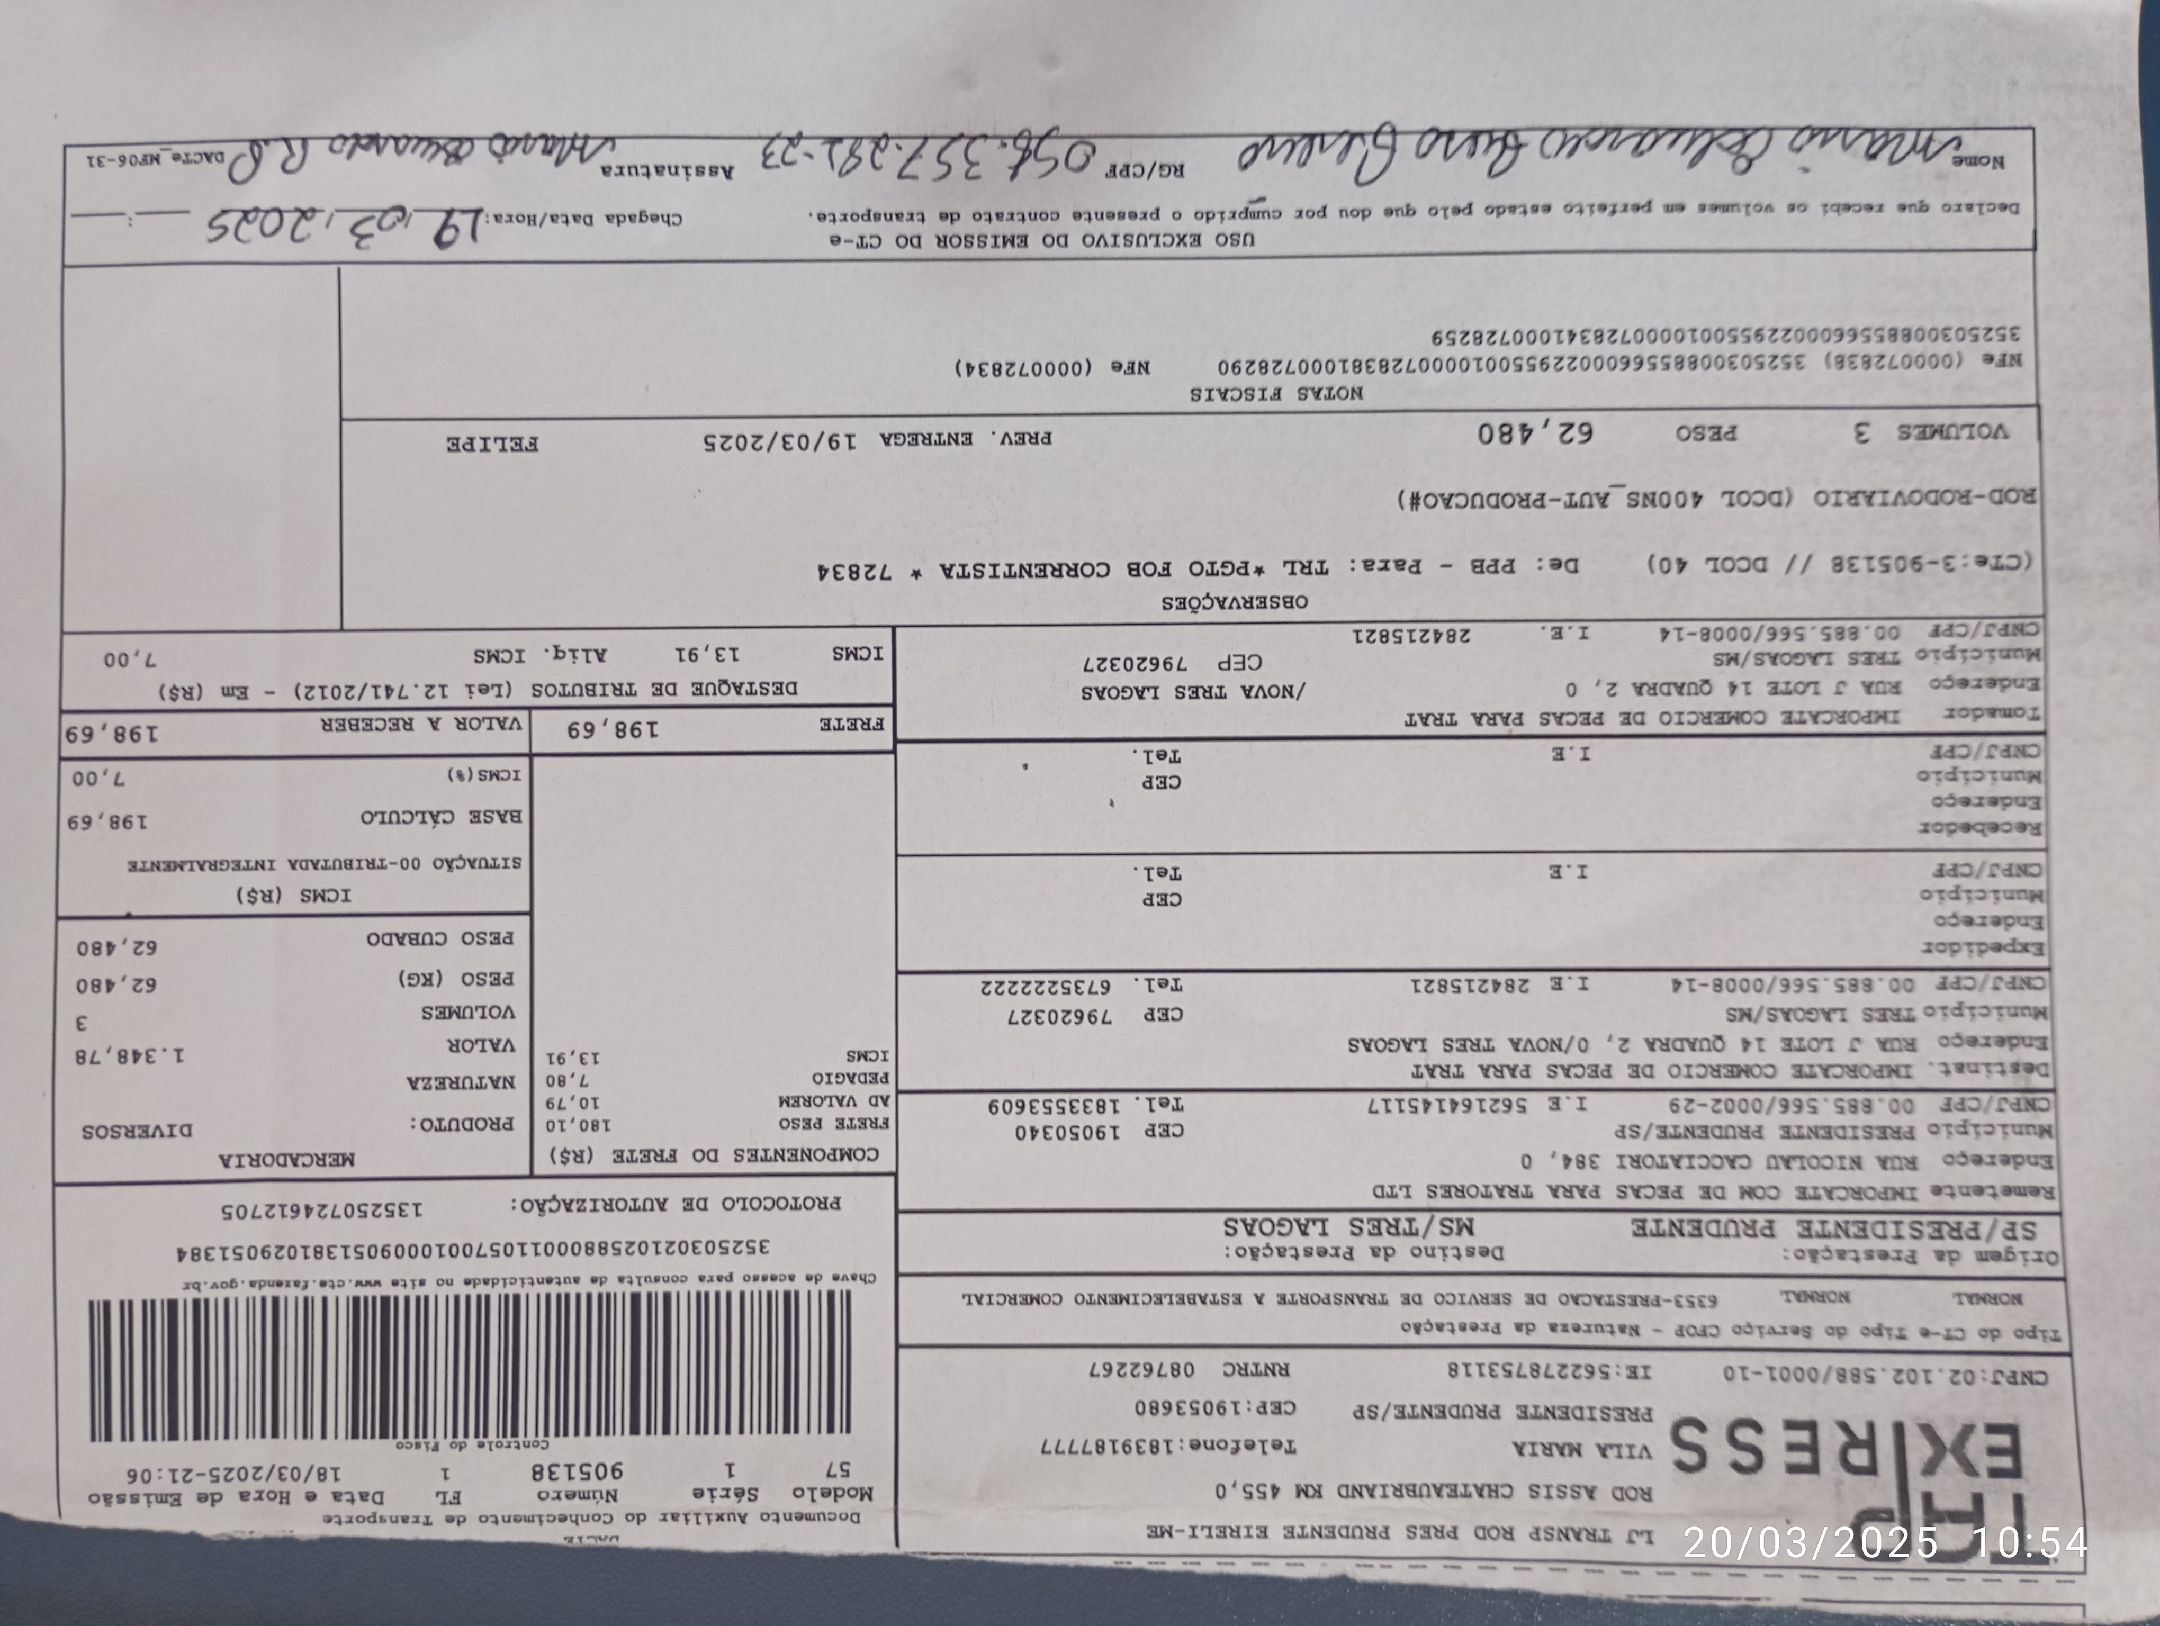 DACTE
Documento Auxiliar do Conhecimento de Transporte
Modelo Série Número FL Data e Hora de Emissão
57 1 905138 1 18/03/2025-21:06
Controle do Fisco
Chave de acesso para consulta de autenticidade no site www.cte.fazenda.gov.br
35250302102588000110570010009051381029051384
PROTOCOLO DE AUTORIZAÇÃO: 135250724612705
TAP
EXPRESS
LJ TRANSP ROD PRES PRUDENTE EIRELI-ME
ROD ASSIS CHATEAUBRIAND KM 455,0
VILA MARIA Telefone:1839187777
PRESIDENTE PRUDENTE/SP CEP:19053680
CNPJ:02.102.588/0001-10 IE:562278753118 RNTRC 08762267
Tipo do CT-e Tipo do Serviço CFOP - Natureza da Prestação
NORMAL NORMAL 6353-PRESTACAO DE SERVICO DE TRANSPORTE A ESTABELECIMENTO COMERCIAL
Origem da Prestação: Destino da Prestação:
SP/PRESIDENTE PRUDENTE MS/TRES LAGOAS
Remetente IMPORCATE COM DE PECAS PARA TRATORES LTD
Endereço RUA NICOLAU CACCIATORI 384, 0
Município PRESIDENTE PRUDENTE/SP CEP 19050340
CNPJ/CPF 00.885.566/0002-29 I.E 562164145117 Tel. 1833553609
Destinat. IMPORCATE COMERCIO DE PECAS PARA TRAT
Endereço RUA J LOTE 14 QUADRA 2, 0/NOVA TRES LAGOAS
Município TRES LAGOAS/MS CEP 79620327
CNPJ/CPF 00.885.566/0008-14 I.E 284215821 Tel. 6735222222
Expedidor
Endereço
Município CEP
CNPJ/CPF I.E Tel.
Recebedor
Endereço
Município CEP
CNPJ/CPF I.E Tel.
Tomador IMPORCATE COMERCIO DE PECAS PARA TRAT
Endereço RUA J LOTE 14 QUADRA 2, 0 /NOVA TRES LAGOAS
Município TRES LAGOAS/MS CEP 79620327
CNPJ/CPF 00.885.566/0008-14 I.E. 284215821
COMPONENTES DO FRETE (R$)
FRETE PESO 180,10
AD VALOREM 10,79
PEDAGIO 7,80
ICMS 13,91
MERCADORIA
PRODUTO: DIVERSOS
NATUREZA
VALOR 1.348,78
VOLUMES 3
PESO (KG) 62,480
PESO CUBADO 62,480
ICMS (R$)
SITUAÇÃO 00-TRIBUTADA INTEGRALMENTE
BASE CÁLCULO 198,69
ICMS(%) 7,00
FRETE 198,69 VALOR A RECEBER 198,69
DESTAQUE DE TRIBUTOS (Lei 12.741/2012) - Em (R$)
ICMS 13,91 Aliq. ICMS 7,00
OBSERVAÇÕES
(CTe:3-905138 // DCOL 40) De: PPB - Para: TRL *PGTO FOB CORRENTISTA * 72834
ROD-RODOVIARIO (DCOL 400NS_AUT-PRODUCAO#)
VOLUMES 3 PESO 62,480 PREV. ENTREGA 19/03/2025 FELIPE
NOTAS FISCAIS
NFe (000072838) 35250300885566000229550010000728381000728290 NFe (000072834)
35250300885566000229550010000728341000728259
USO EXCLUSIVO DO EMISSOR DO CT-e
Declaro que recebi os volumes em perfeito estado pelo que dou por cumprido o presente contrato de transporte. Chegada Data/Hora: 19,03,2025 __:__
Nome Mario Eduardo Pereira RG/CPF 056.357.281-23 Assinatura Mario Eduardo R.P DACTe_MF06-31
20/03/2025 10:54